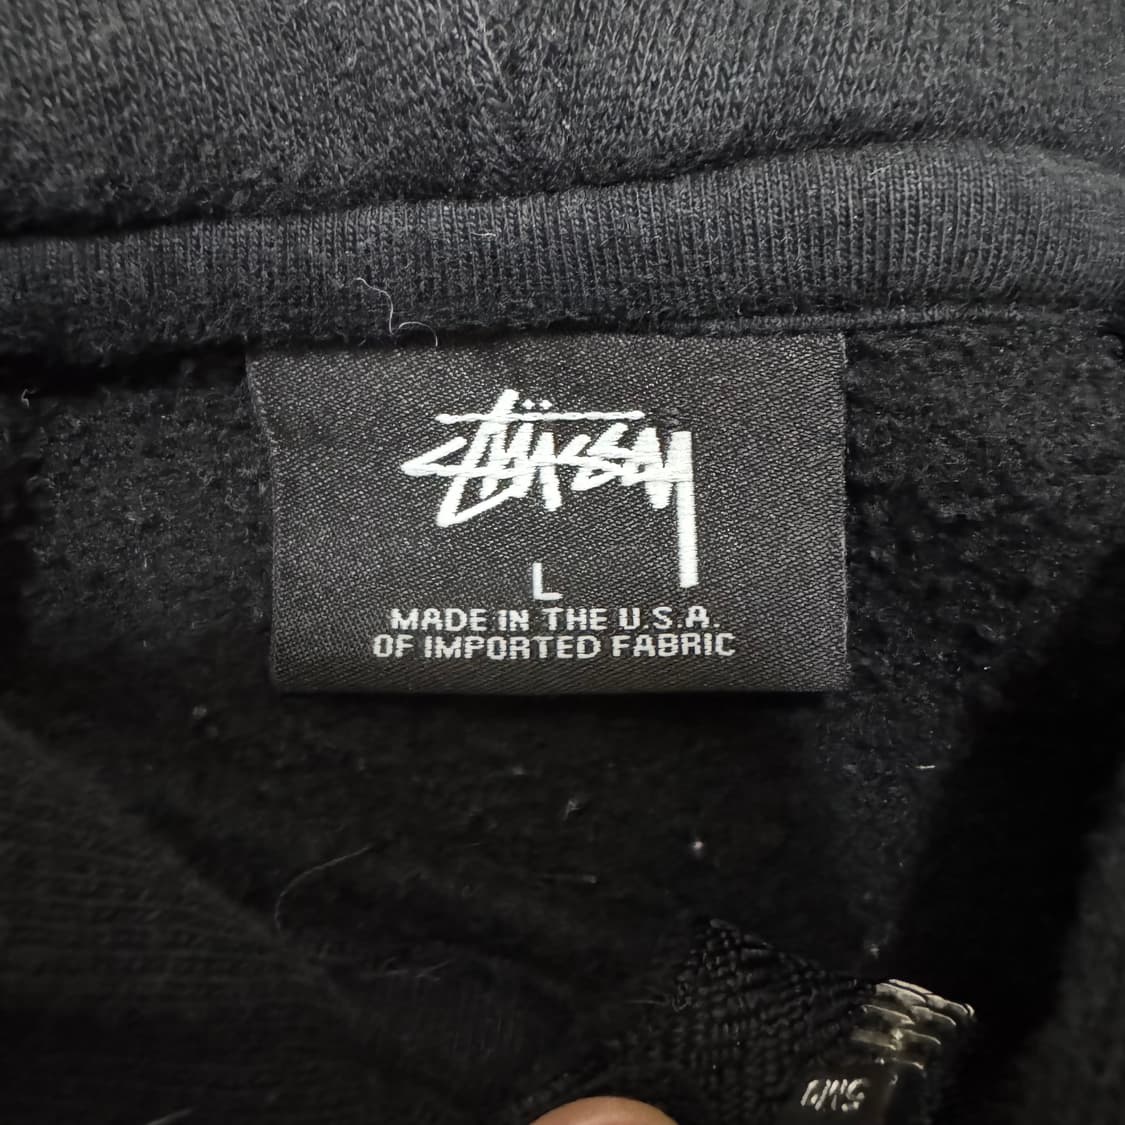 Stüssy
L
MADE IN THE U.S.A.
OF IMPORTED FABRIC